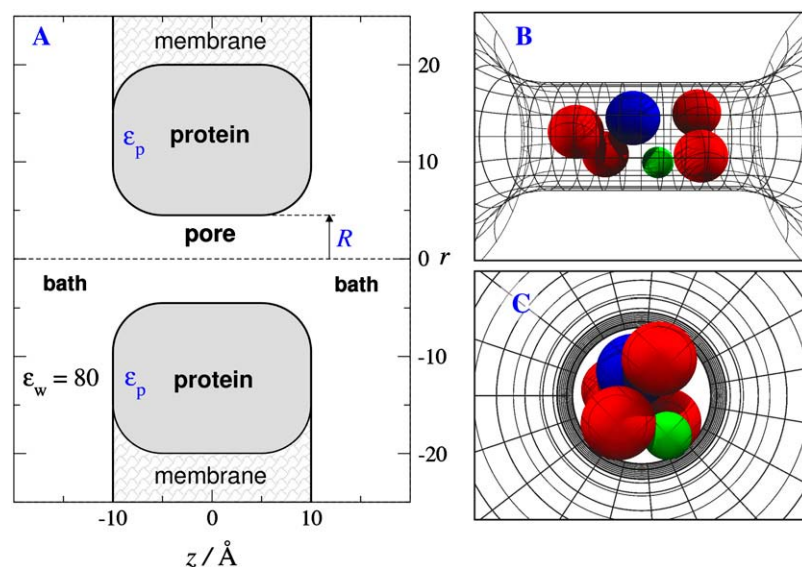 A
membrane
20
εp
protein
10
pore
R
0 r
bath
bath
εw = 80
εp
protein
-10
-20
membrane
-10
0
10
z / Å
B
C